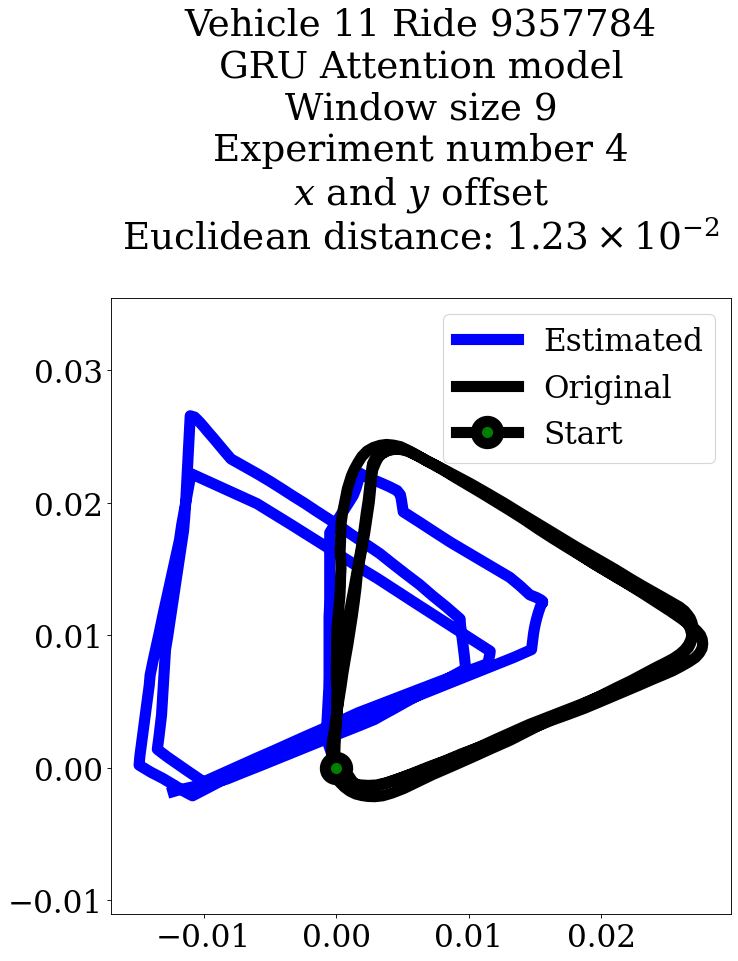 Vehicle 11 Ride 9357784
GRU Attention model
Window size 9
Experiment number 4
x and y offset
Euclidean distance: 1.23 × 10⁻²
Estimated
Original
Start
0.03
0.02
0.01
0.00
−0.01
−0.01 0.00 0.01 0.02